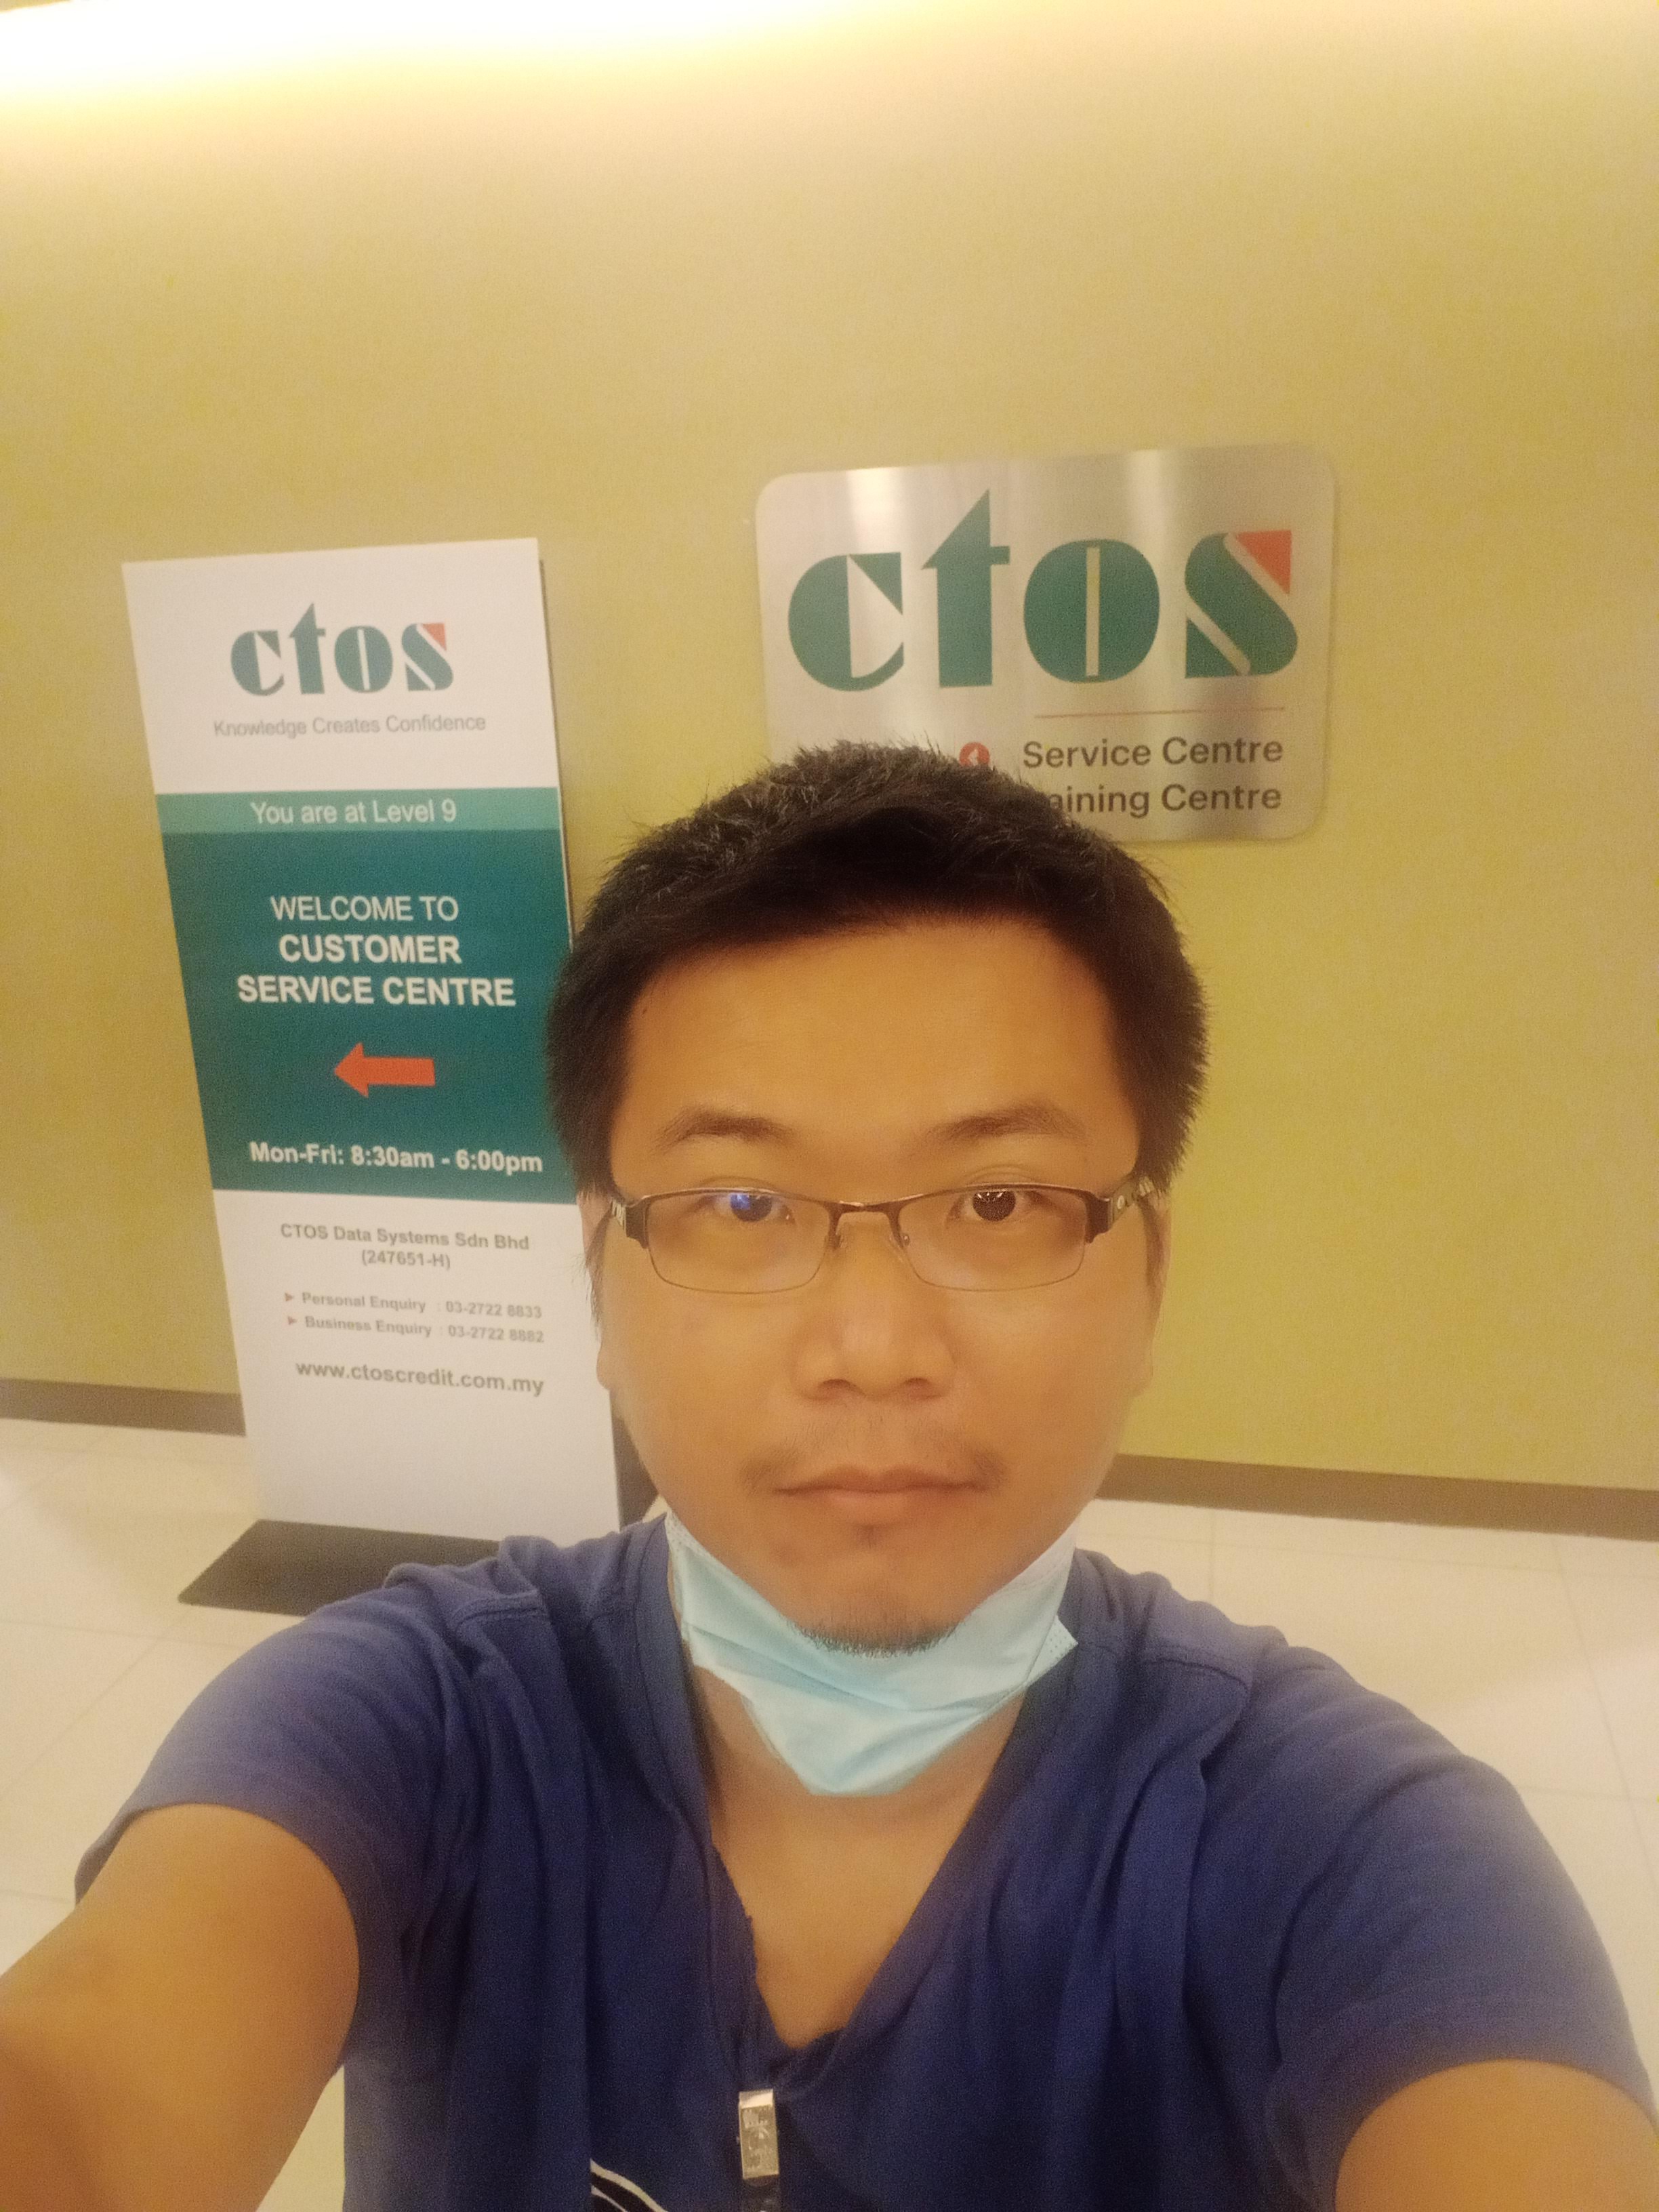 ctos
Knowledge Creates Confidence
You are at Level 9
WELCOME TO
CUSTOMER
SERVICE CENTRE
Mon-Fri: 8:30am - 6:00pm
CTOS Data Systems Sdn Bhd
(247651-H)
Personal Enquiry : 03-2722 8833
Business Enquiry : 03-2722 8882
www.ctoscredit.com.my
ctos
Service Centre
aining Centre